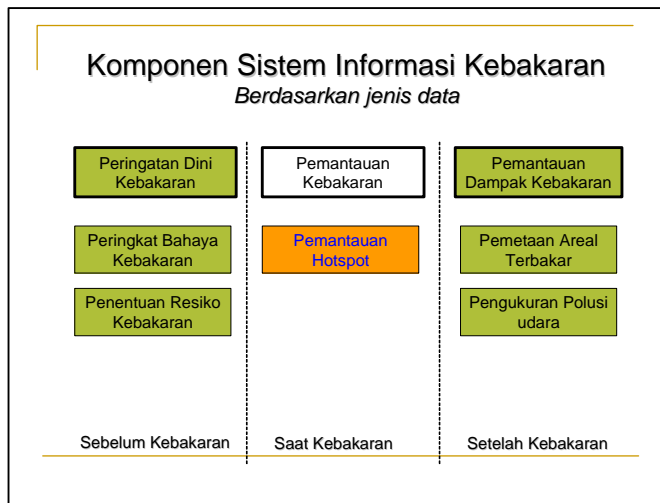 Komponen Sistem Informasi Kebakaran
Berdasarkan jenis data
Peringatan Dini
Kebakaran
Peringkat Bahaya
Kebakaran
Penentuan Resiko
Kebakaran
Sebelum Kebakaran
Pemantauan
Kebakaran
Pemantauan
Hotspot
Saat Kebakaran
Pemantauan
Dampak Kebakaran
Pemetaan Areal
Terbakar
Pengukuran Polusi
udara
Setelah Kebakaran